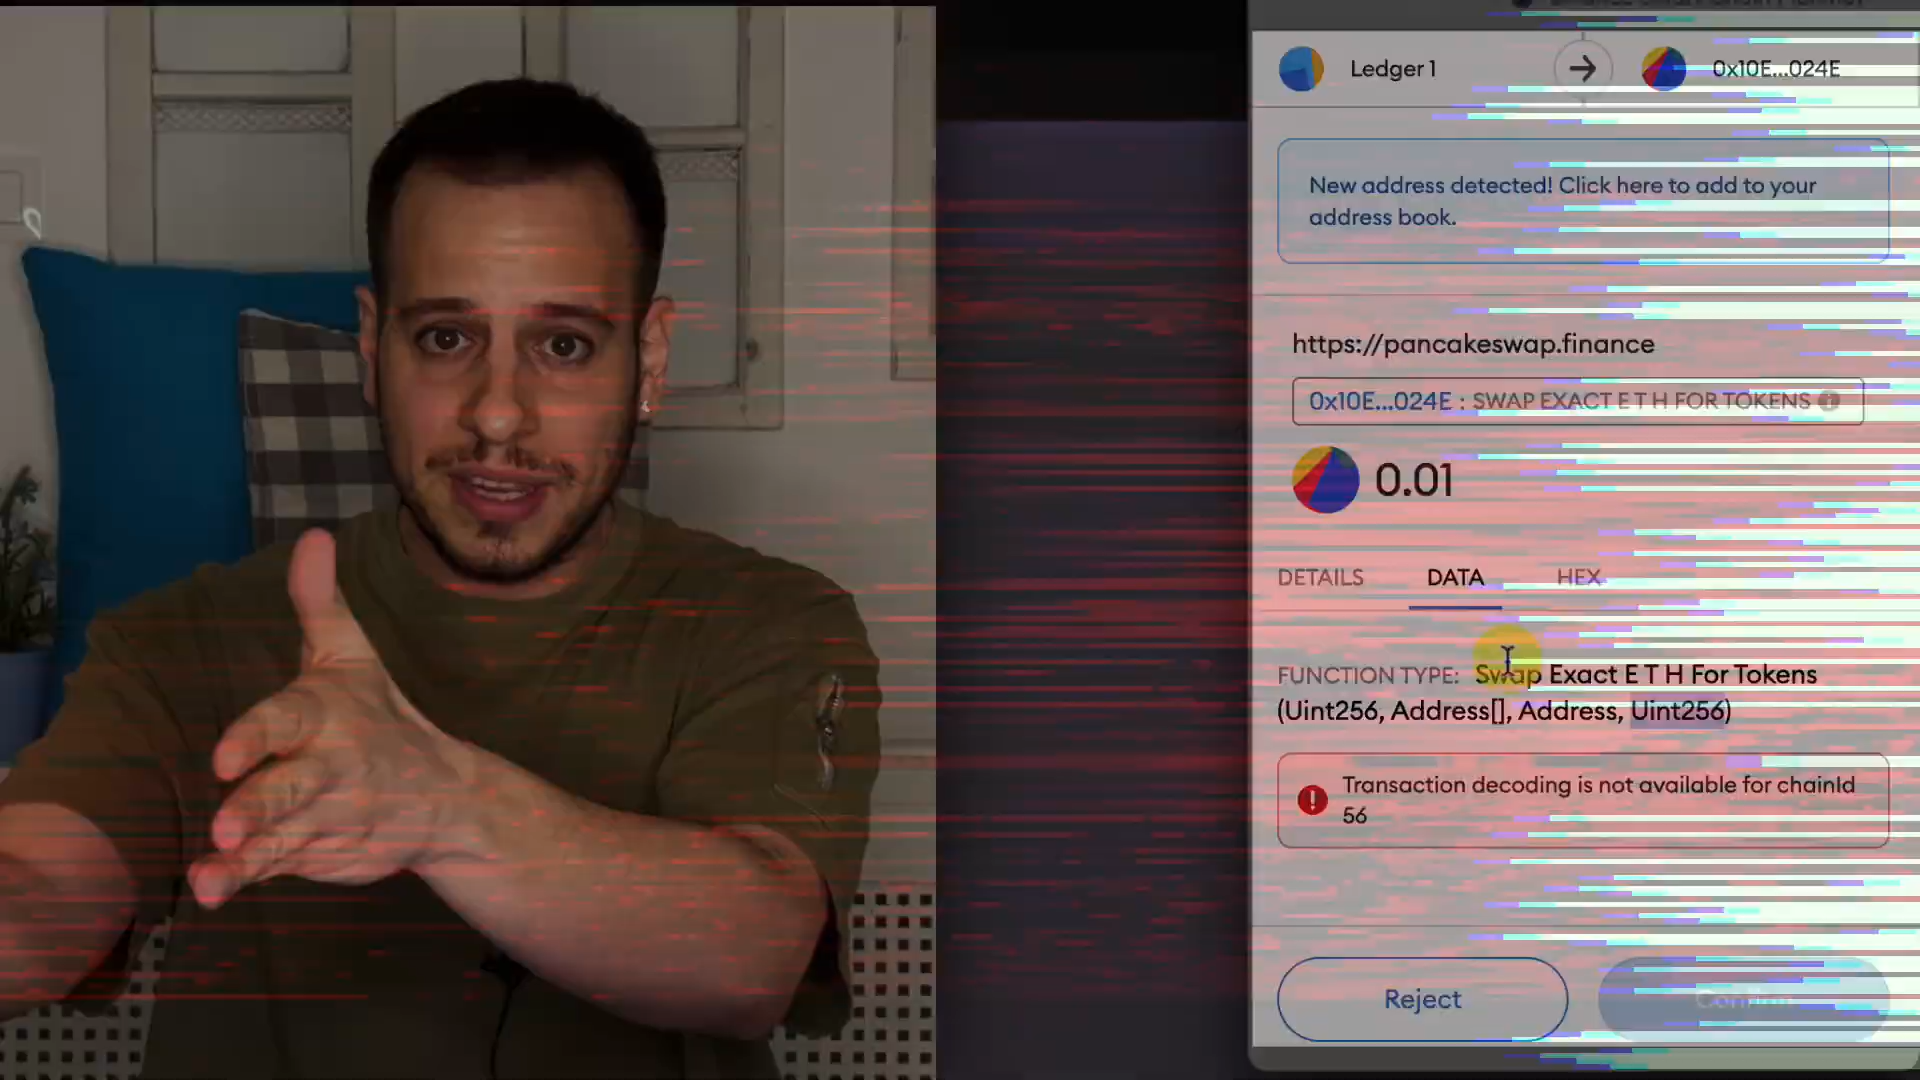 Ledger 1
0x10E...024E
New address detected! Click here to add to your
address book.
https://pancakeswap.finance
0x10E...024E : SWAP EXACT E T H FOR TOKENS
0.01
DETAILS
DATA
HEX
FUNCTION TYPE: Swap Exact E T H For Tokens
(Uint256, Address[], Address, Uint256)
Transaction decoding is not available for chainId
56
Reject
Confirm